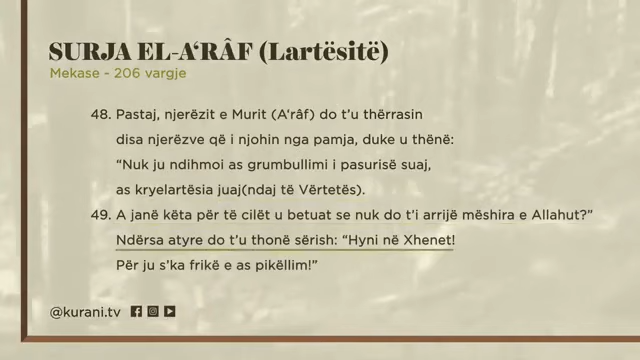 SURJA EL-A‘RÂF (Lartësitë)
Mekase - 206 vargje
48. Pastaj, njerëzit e Murit (A‘râf) do t’u thërrasin
disa njerëzve që i njohin nga pamja, duke u thënë:
“Nuk ju ndihmoi as grumbullimi i pasurisë suaj,
as kryelartësia juaj(ndaj të Vërtetës).
49. A janë këta për të cilët u betuat se nuk do t’i arrijë mëshira e Allahut?”
Ndërsa atyre do t’u thonë sërish: “Hyni në Xhenet!
Për ju s’ka frikë e as pikëllim!”
@kurani.tv